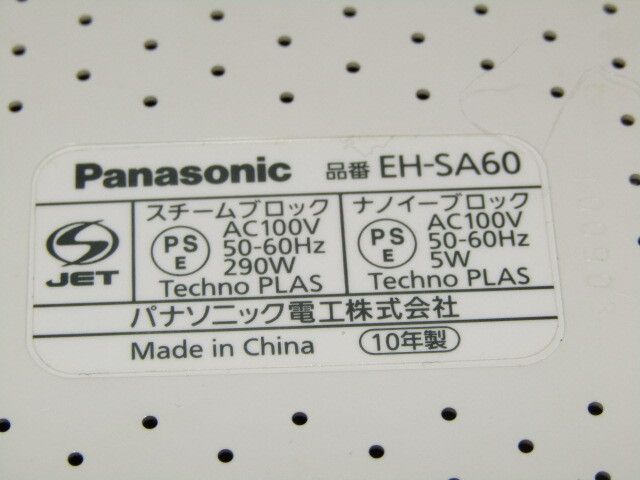 Panasonic 品番 EH-SA60
JET
スチームブロック
PS
E
AC100V
50-60Hz
290W
Techno PLAS
ナノイーブロック
PS
E
AC100V
50-60Hz
5W
Techno PLAS
パナソニック電工株式会社
Made in China 10年製